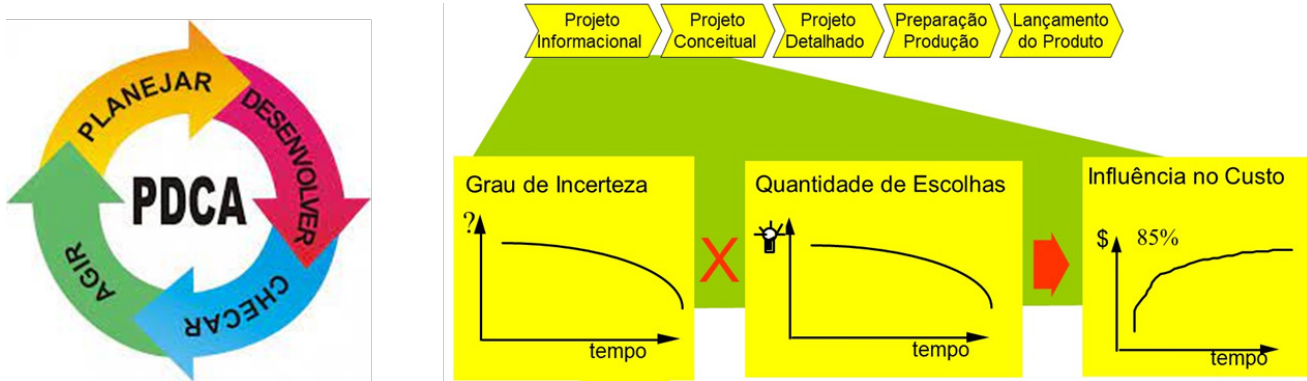 PLANEJAR
DESENVOLVER
CHECAR
AGIR
PDCA
Projeto
Informacional
Projeto
Conceitual
Projeto
Detalhado
Preparação
Produção
Lançamento
do Produto
Grau de Incerteza
?
tempo
X
Quantidade de Escolhas
tempo
Influência no Custo
$ 85%
tempo